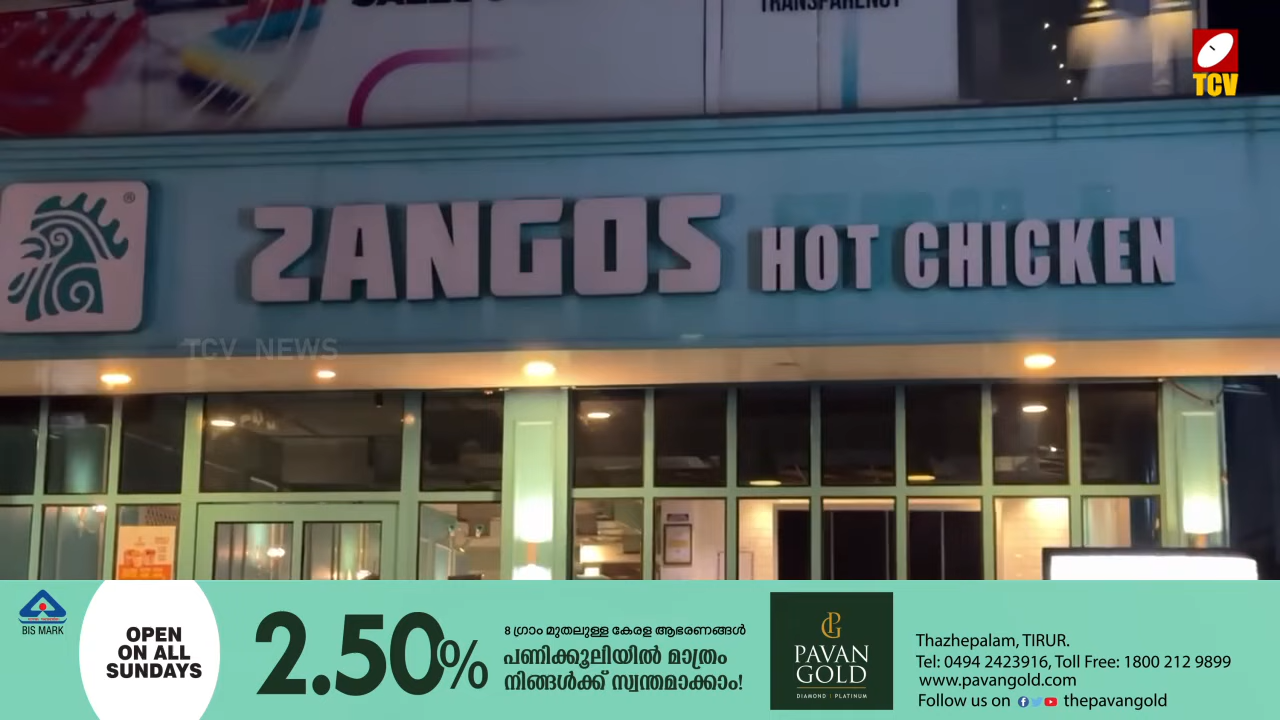 TRANSPARENCY
TCV
®
ZANGOS HOT CHICKEN
TCV NEWS
BIS MARK
OPEN
ON ALL
SUNDAYS
2.50%
8 ഗ്രാം മുതലുള്ള കേരള ആഭരണങ്ങൾ
പണിക്കൂലിയിൽ മാത്രം
നിങ്ങൾക്ക് സ്വന്തമാക്കാം!
PG
PAVAN
GOLD
DIAMOND | PLATINUM
Thazhepalam, TIRUR.
Tel: 0494 2423916, Toll Free: 1800 212 9899
www.pavangold.com
Follow us on thepavangold